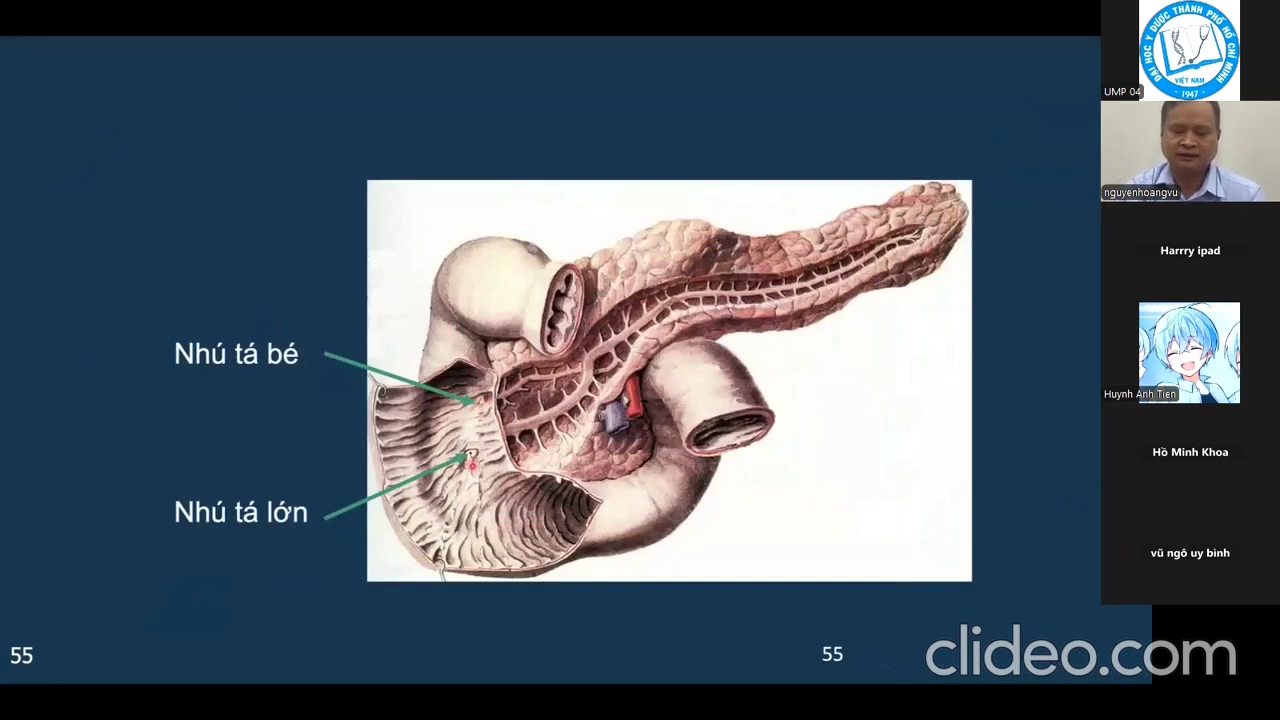 Nhú tá bé
Nhú tá lớn
55
55
clideo.com
ĐẠI HỌC Y DƯỢC THÀNH PHỐ HỒ CHÍ MINH
VIỆT NAM
1947
UMP 04
nguyenhoangvu
Harrry ipad
Huynh Anh Tien
Hồ Minh Khoa
vũ ngô uy bình